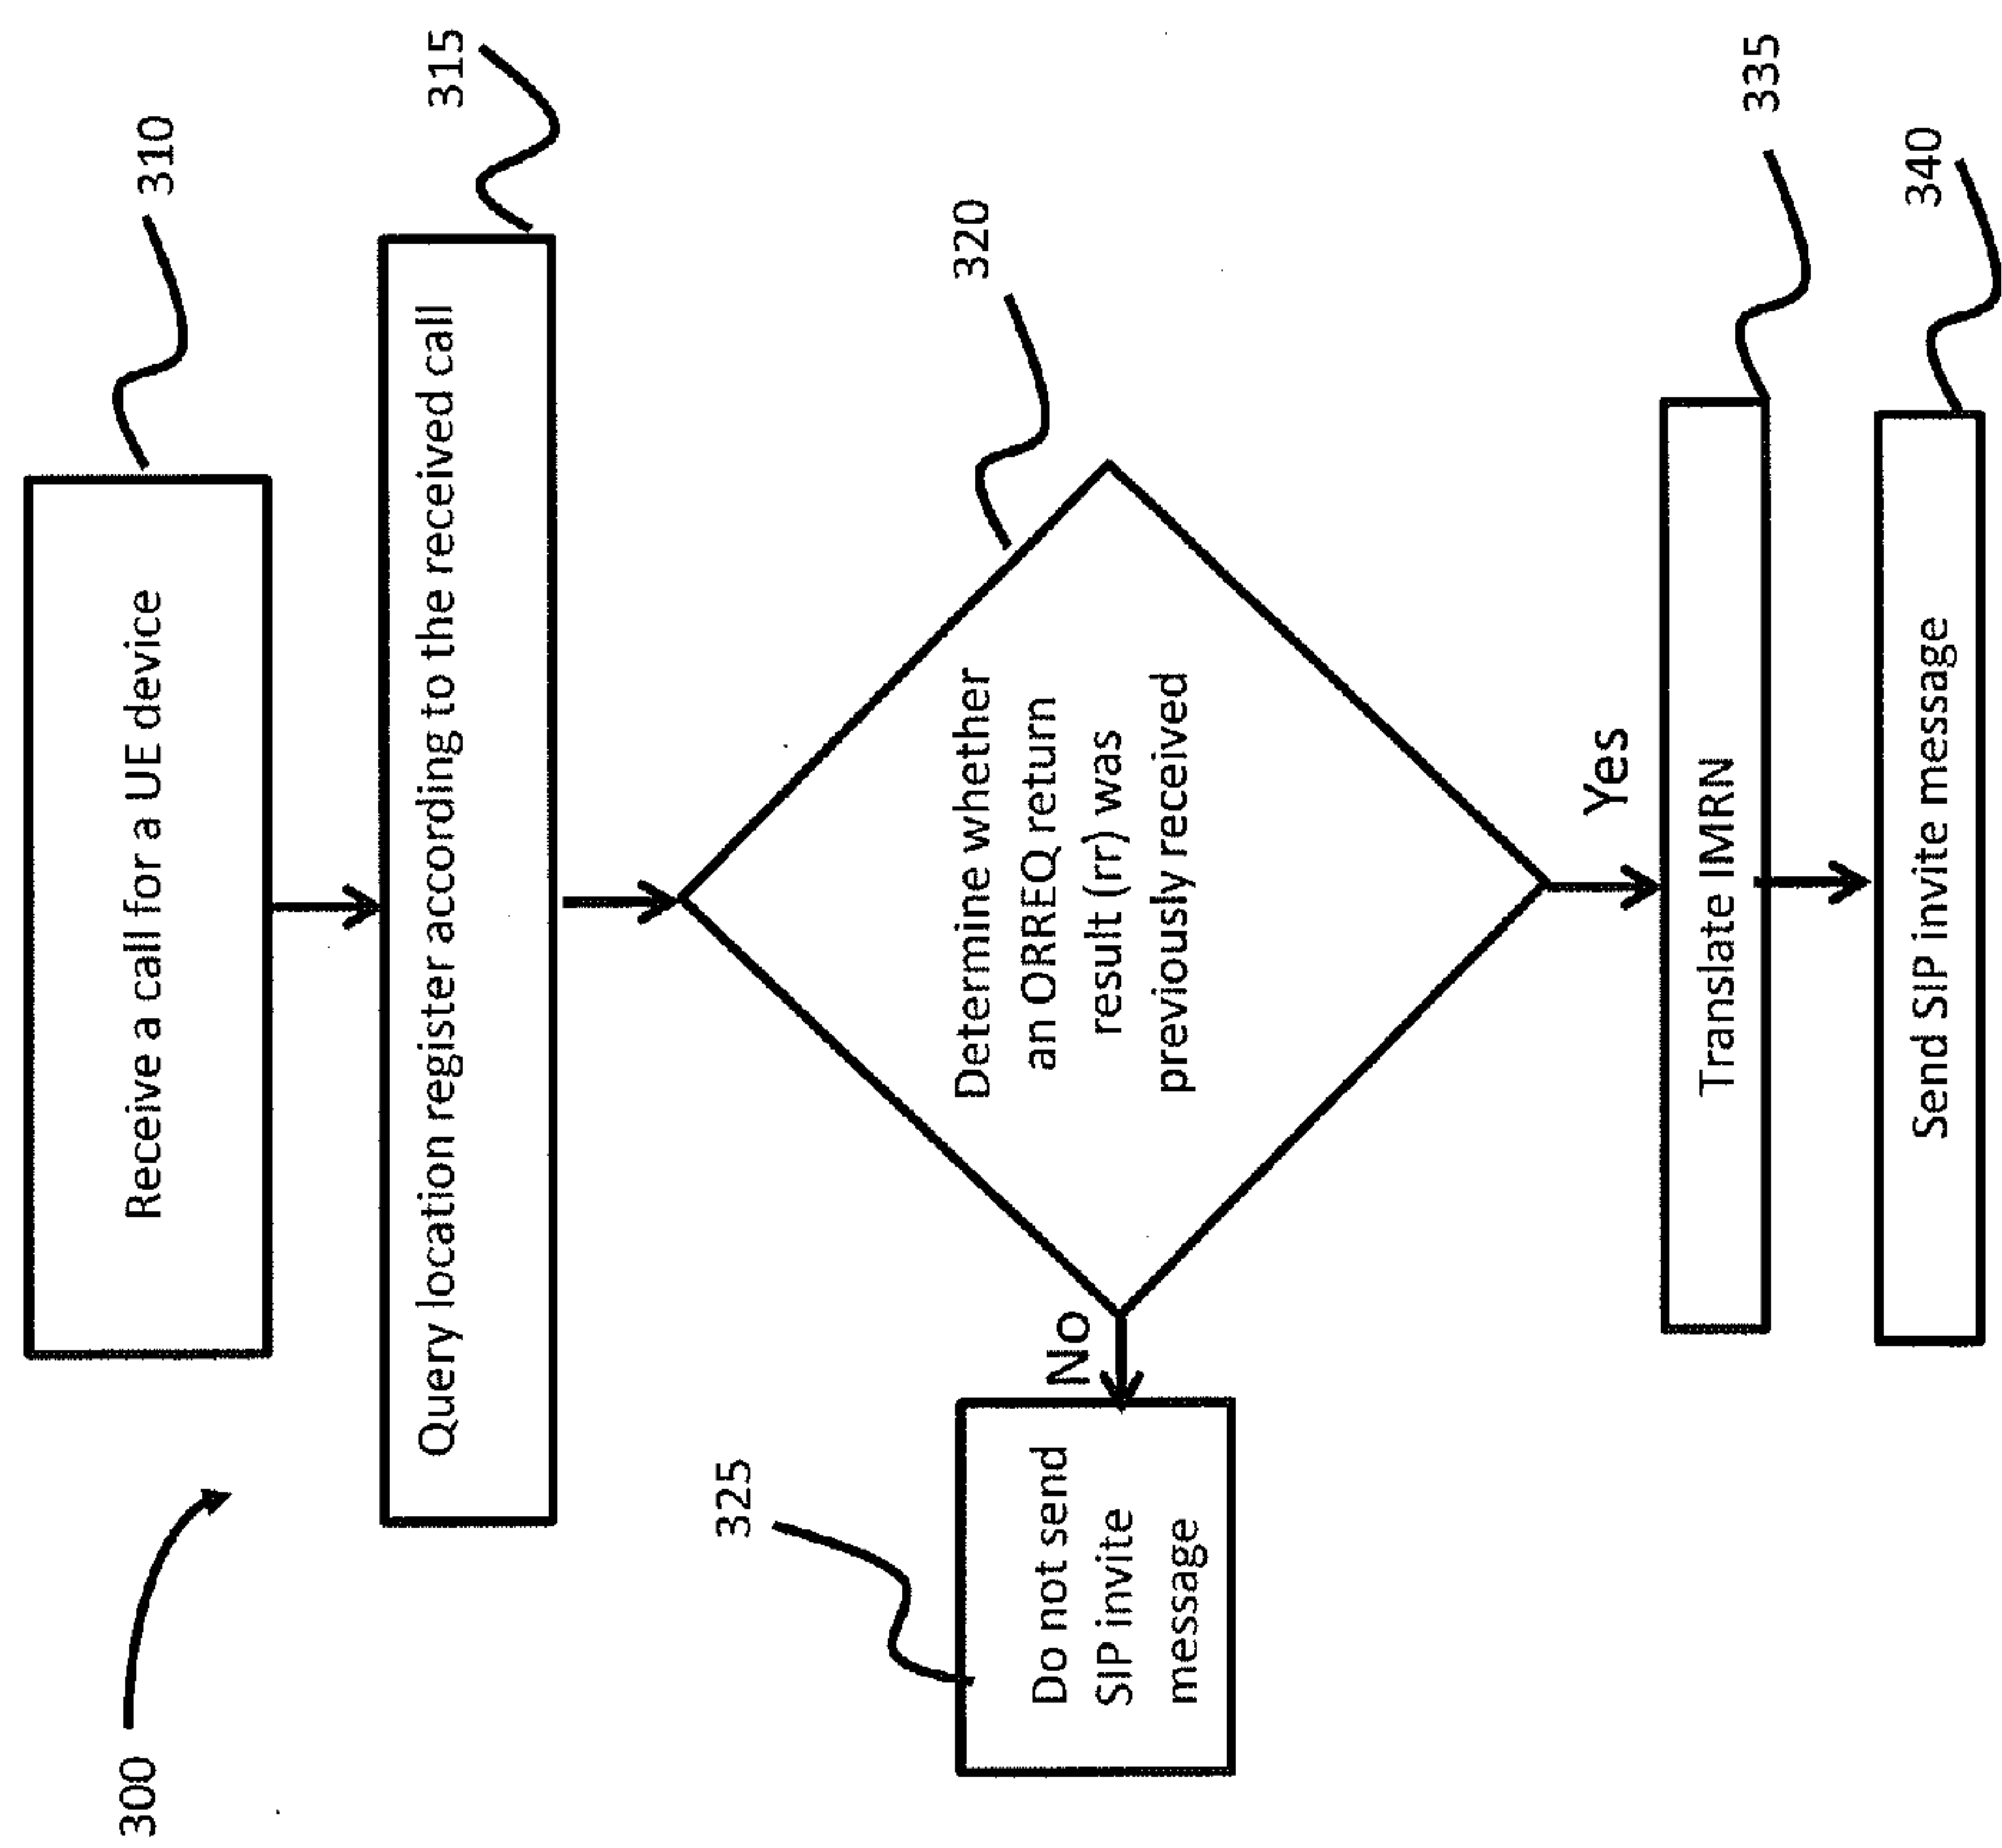 300
310
Receive a call for a UE device
315
Query location register according to the received call
320
Determine whether
an ORREQ return
result (rr) was
previously received
No
325
Do not send
SIP invite
message
Yes
335
Translate IMRN
340
Send SIP invite message